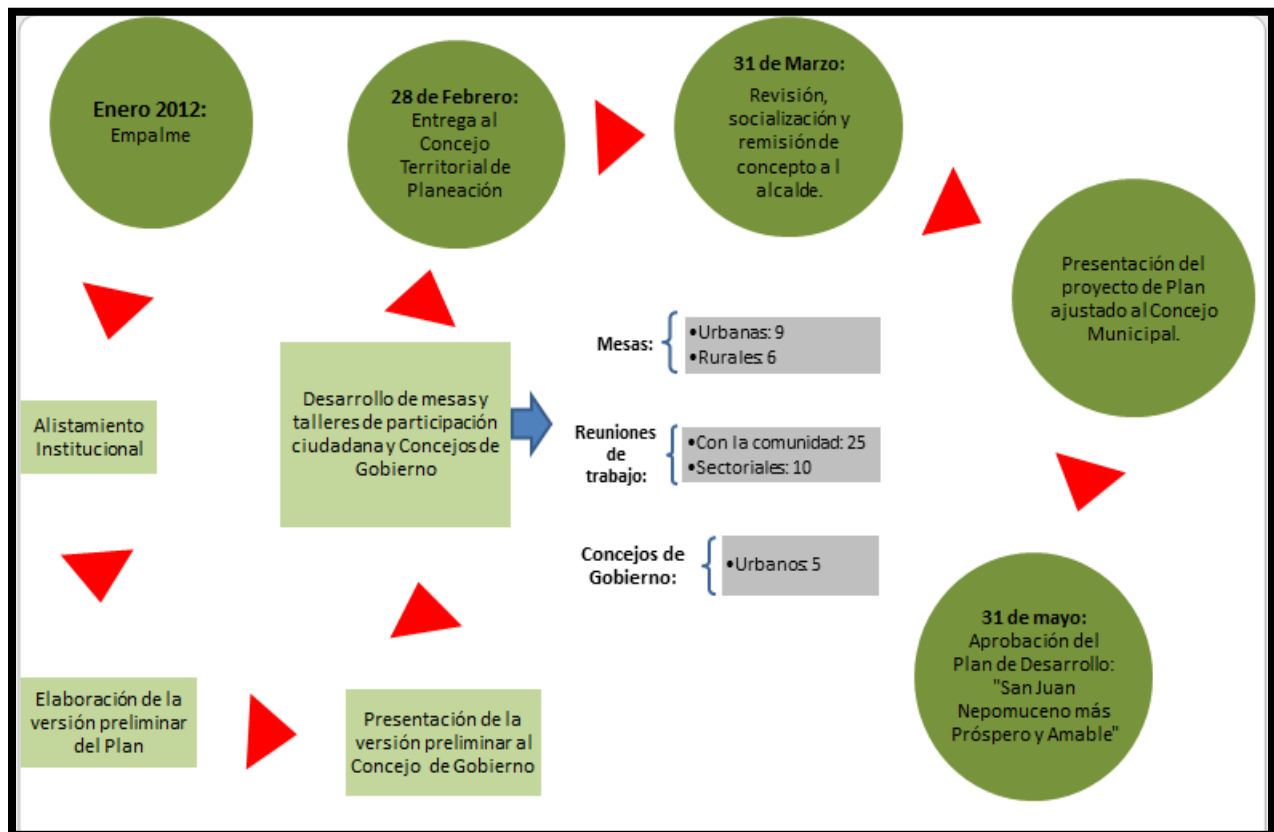 Enero 2012:
Empalme
Alistamiento
Institucional
Elaboración de la
versión preliminar
del Plan
Presentación de la
versión preliminar al
Concejo de Gobierno
Desarrollo de mesas y
talleres de participación
ciudadana y Concejos de
Gobierno
Mesas:
•Urbanas: 9
•Rurales: 6
Reuniones
de
trabajo:
•Con la comunidad: 25
•Sectoriales: 10
Concejos de
Gobierno:
•Urbanos: 5
28 de Febrero:
Entrega al
Concejo
Territorial de
Planeación
31 de Marzo:
Revisión,
socialización y
remisión de
concepto a l
alcalde.
Presentación del
proyecto de Plan
ajustado al Concejo
Municipal.
31 de mayo:
Aprobación del
Plan de Desarrollo:
"San Juan
Nepomuceno más
Próspero y Amable"